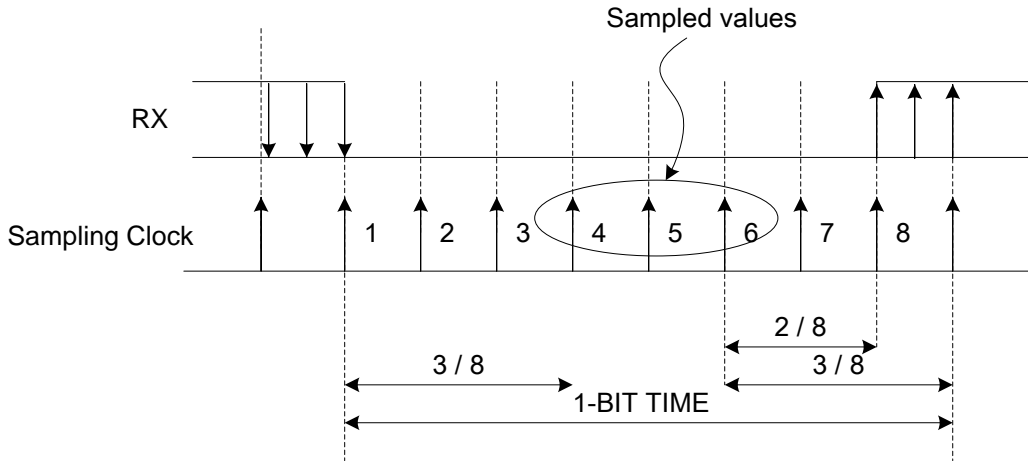 Sampled values
RX
Sampling Clock
1 2 3 4 5 6 7 8
2 / 8
3 / 8 3 / 8
1-BIT TIME